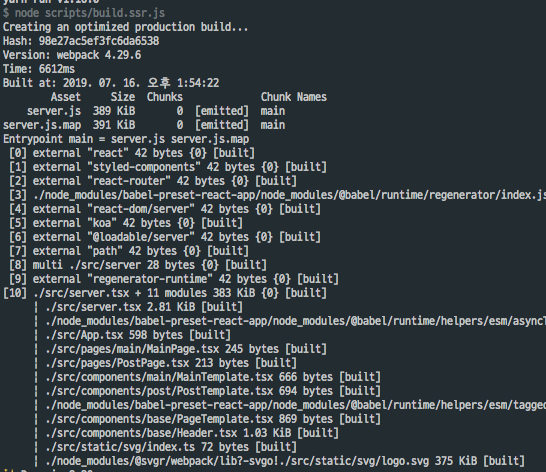 $ node scripts/build.ssr.js
Creating an optimized production build...
Hash: 98e27ac5ef3fc6da6538
Version: webpack 4.29.6
Time: 6612ms
Built at: 2019. 07. 16. 오후 1:54:22
Asset Size Chunks Chunk Names
server.js 389 KiB 0 [emitted] main
server.js.map 391 KiB 0 [emitted] main
Entrypoint main = server.js server.js.map
[0] external "react" 42 bytes {0} [built]
[1] external "styled-components" 42 bytes {0} [built]
[2] external "react-router" 42 bytes {0} [built]
[3] ./node_modules/babel-preset-react-app/node_modules/@babel/runtime/regenerator/index.js
[4] external "react-dom/server" 42 bytes {0} [built]
[5] external "koa" 42 bytes {0} [built]
[6] external "@loadable/server" 42 bytes {0} [built]
[7] external "path" 42 bytes {0} [built]
[8] multi ./src/server 28 bytes {0} [built]
[9] external "regenerator-runtime" 42 bytes {0} [built]
[10] ./src/server.tsx + 11 modules 383 KiB {0} [built]
| ./src/server.tsx 2.81 KiB [built]
| ./node_modules/babel-preset-react-app/node_modules/@babel/runtime/helpers/esm/asyncT
| ./src/App.tsx 598 bytes [built]
| ./src/pages/MainPage.tsx 245 bytes [built]
| ./src/pages/PostPage.tsx 213 bytes [built]
| ./src/components/main/MainTemplate.tsx 666 bytes [built]
| ./src/components/post/PostTemplate.tsx 694 bytes [built]
| ./node_modules/babel-preset-react-app/node_modules/@babel/runtime/helpers/esm/tagged
| ./src/components/base/PageTemplate.tsx 869 bytes [built]
| ./src/components/base/Header.tsx 1.03 KiB [built]
| ./src/static/svg/index.ts 72 bytes [built]
| ./node_modules/@svgr/webpack/lib?-svgo!./src/static/svg/logo.svg 375 KiB [built]